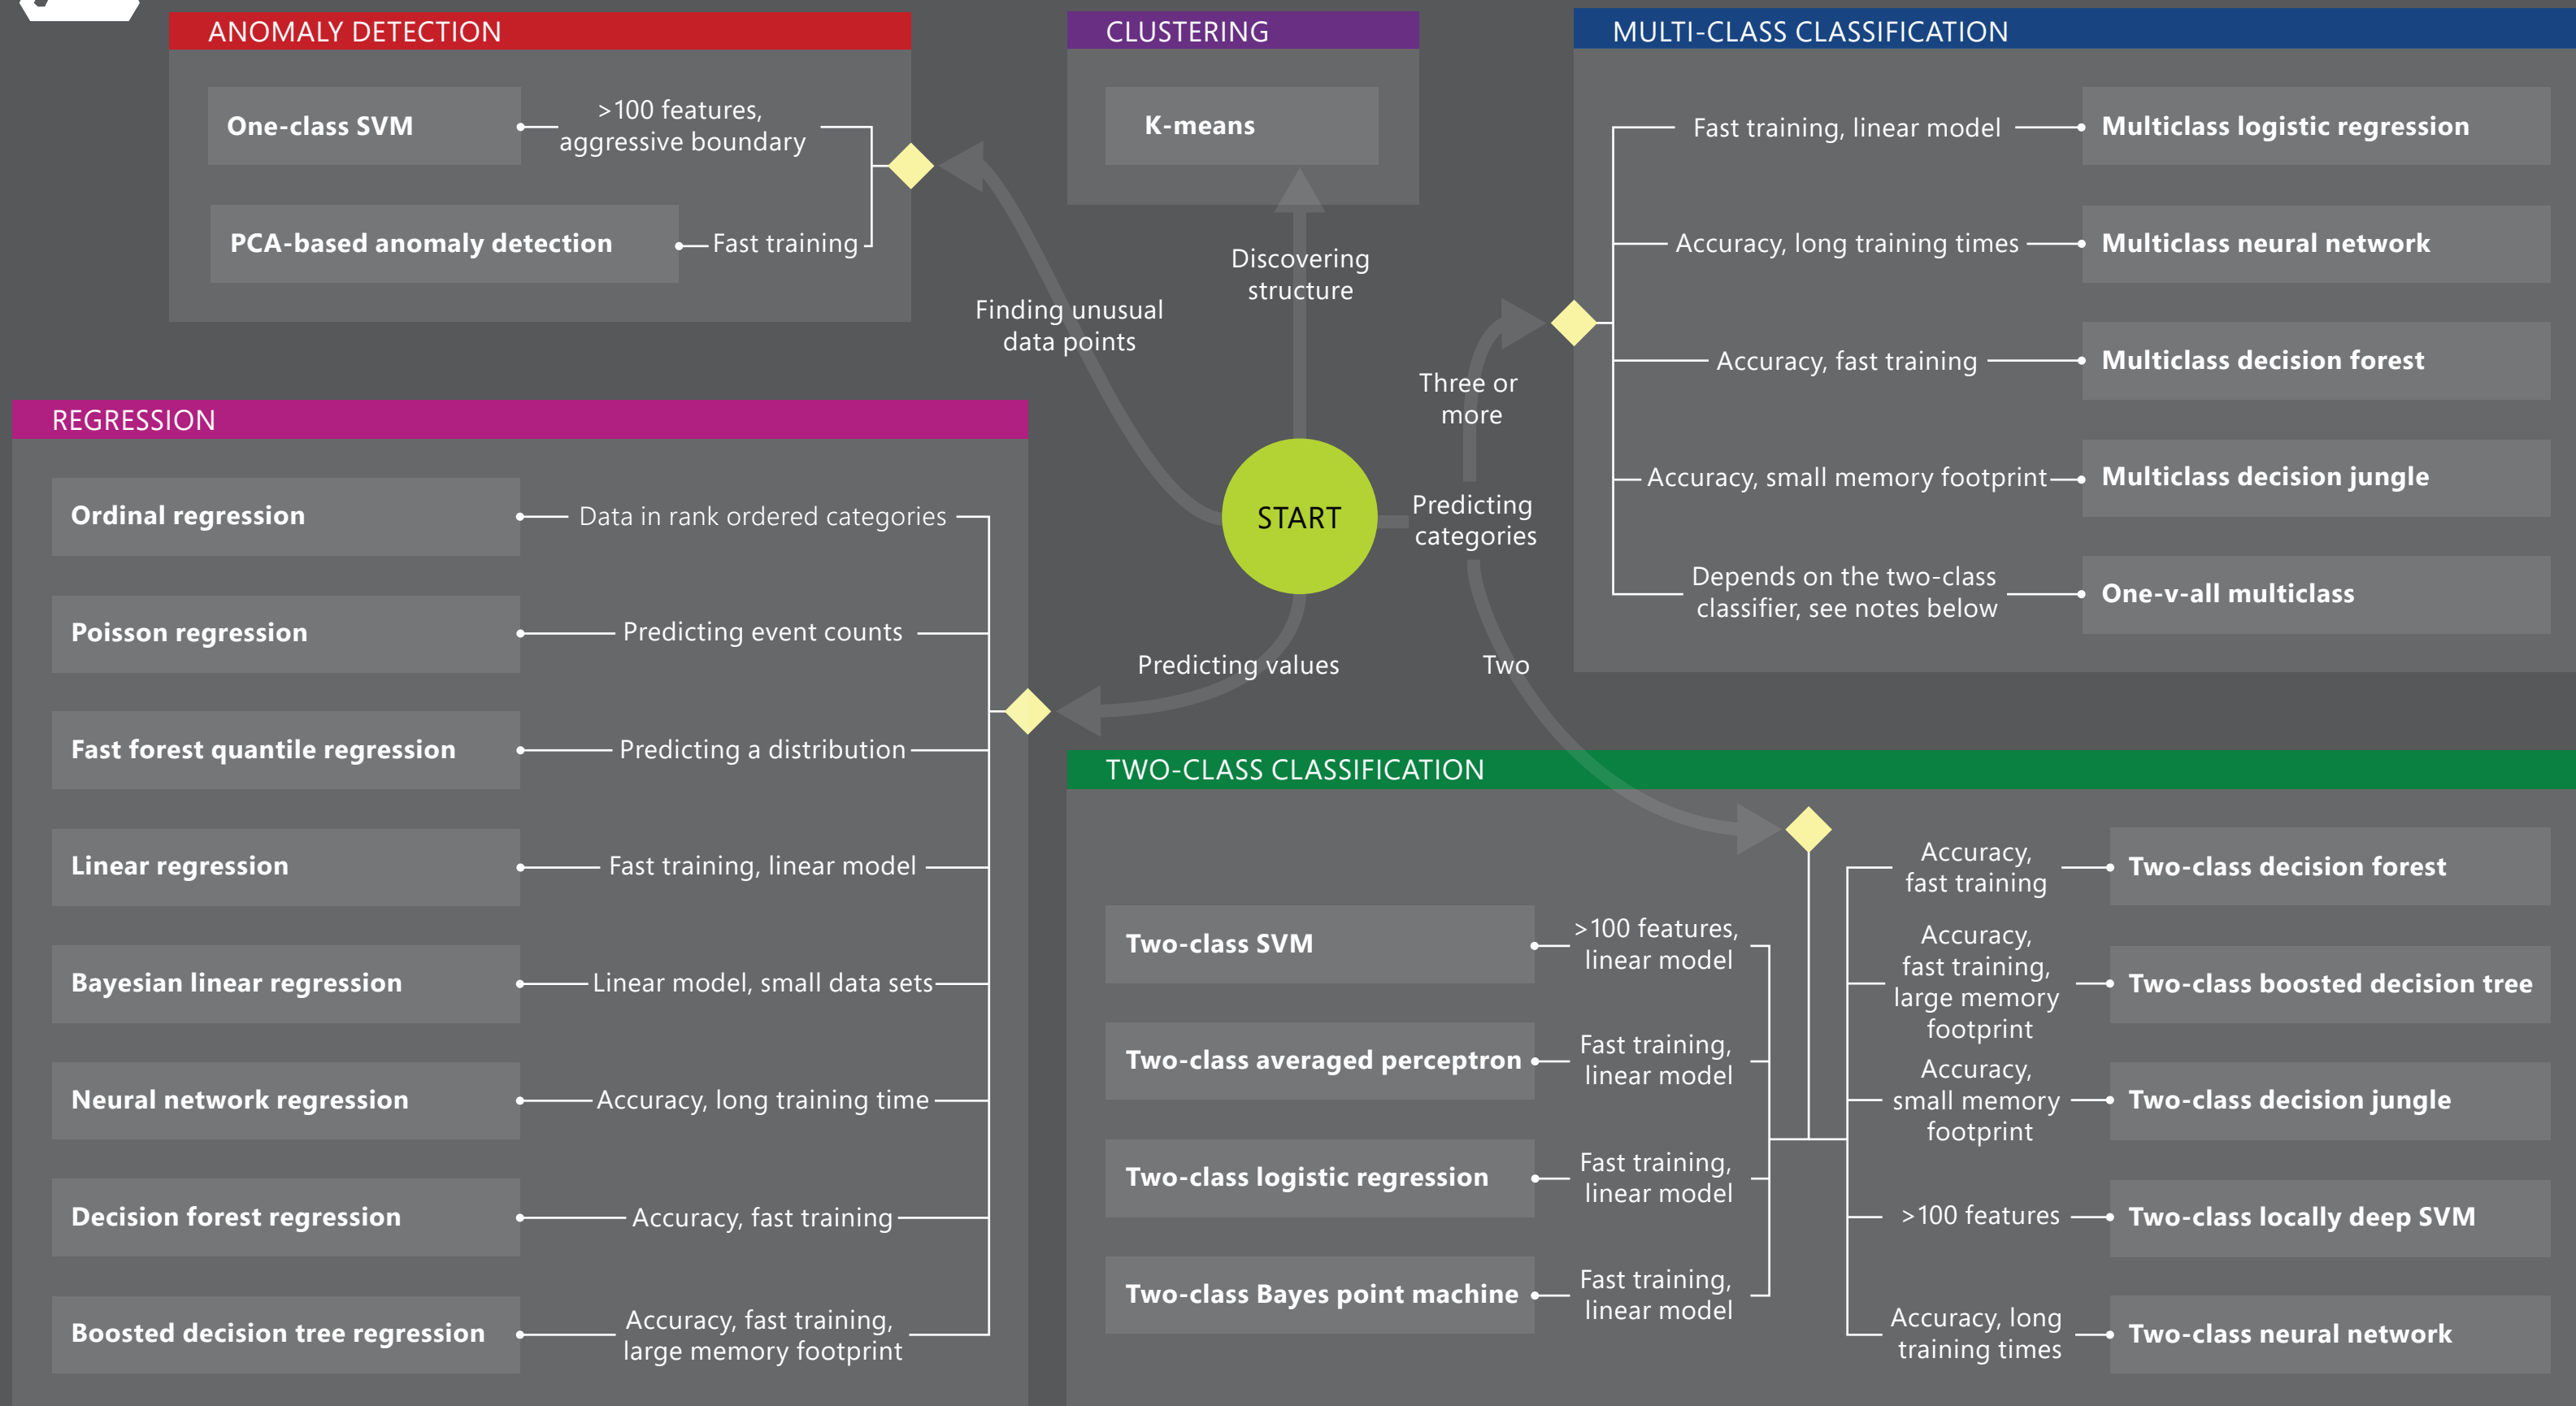 ANOMALY DETECTION
One-class SVM
>100 features,
aggressive boundary
PCA-based anomaly detection
Fast training
CLUSTERING
K-means
Discovering
structure
Finding unusual
data points
MULTI-CLASS CLASSIFICATION
Fast training, linear model
Multiclass logistic regression
Accuracy, long training times
Multiclass neural network
Accuracy, fast training
Multiclass decision forest
Accuracy, small memory footprint
Multiclass decision jungle
Depends on the two-class
classifier, see notes below
One-v-all multiclass
Three or
more
START
Predicting
categories
Predicting values
Two
REGRESSION
Ordinal regression
Data in rank ordered categories
Poisson regression
Predicting event counts
Fast forest quantile regression
Predicting a distribution
Linear regression
Fast training, linear model
Bayesian linear regression
Linear model, small data sets
Neural network regression
Accuracy, long training time
Decision forest regression
Accuracy, fast training
Boosted decision tree regression
Accuracy, fast training,
large memory footprint
TWO-CLASS CLASSIFICATION
Two-class SVM
>100 features,
linear model
Two-class averaged perceptron
Fast training,
linear model
Two-class logistic regression
Fast training,
linear model
Two-class Bayes point machine
Fast training,
linear model
Accuracy,
fast training
Two-class decision forest
Accuracy,
fast training,
large memory
footprint
Two-class boosted decision tree
Accuracy,
small memory
footprint
Two-class decision jungle
>100 features
Two-class locally deep SVM
Accuracy, long
training times
Two-class neural network